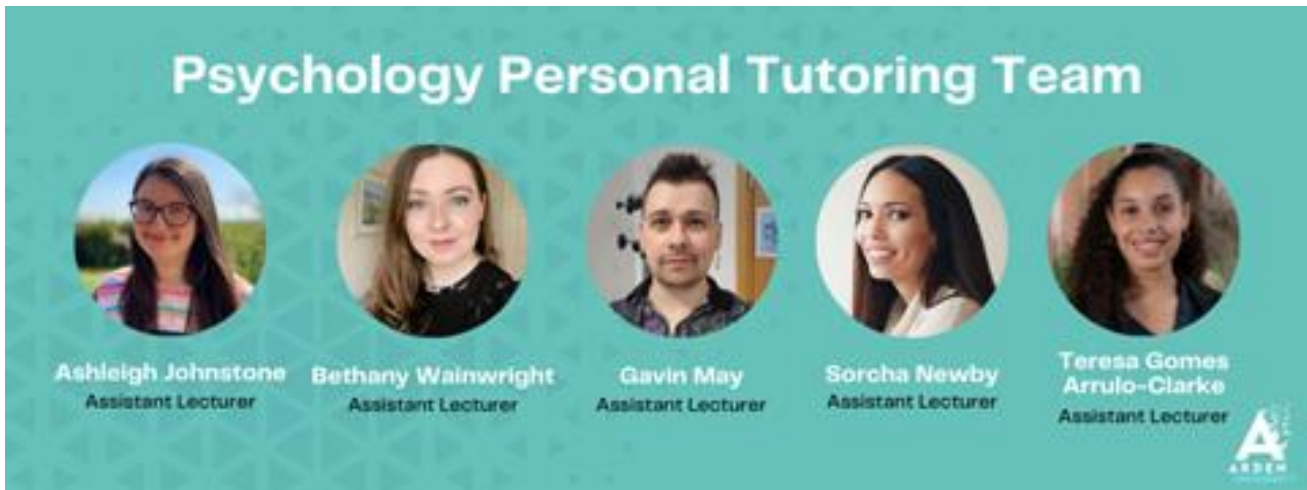 Psychology Personal Tutoring Team
Ashleigh Johnstone
Assistant Lecturer
Bethany Wainwright
Assistant Lecturer
Gavin May
Assistant Lecturer
Sorcha Newby
Assistant Lecturer
Teresa Gomes
Arrulo-Clarke
Assistant Lecturer
ARDEN